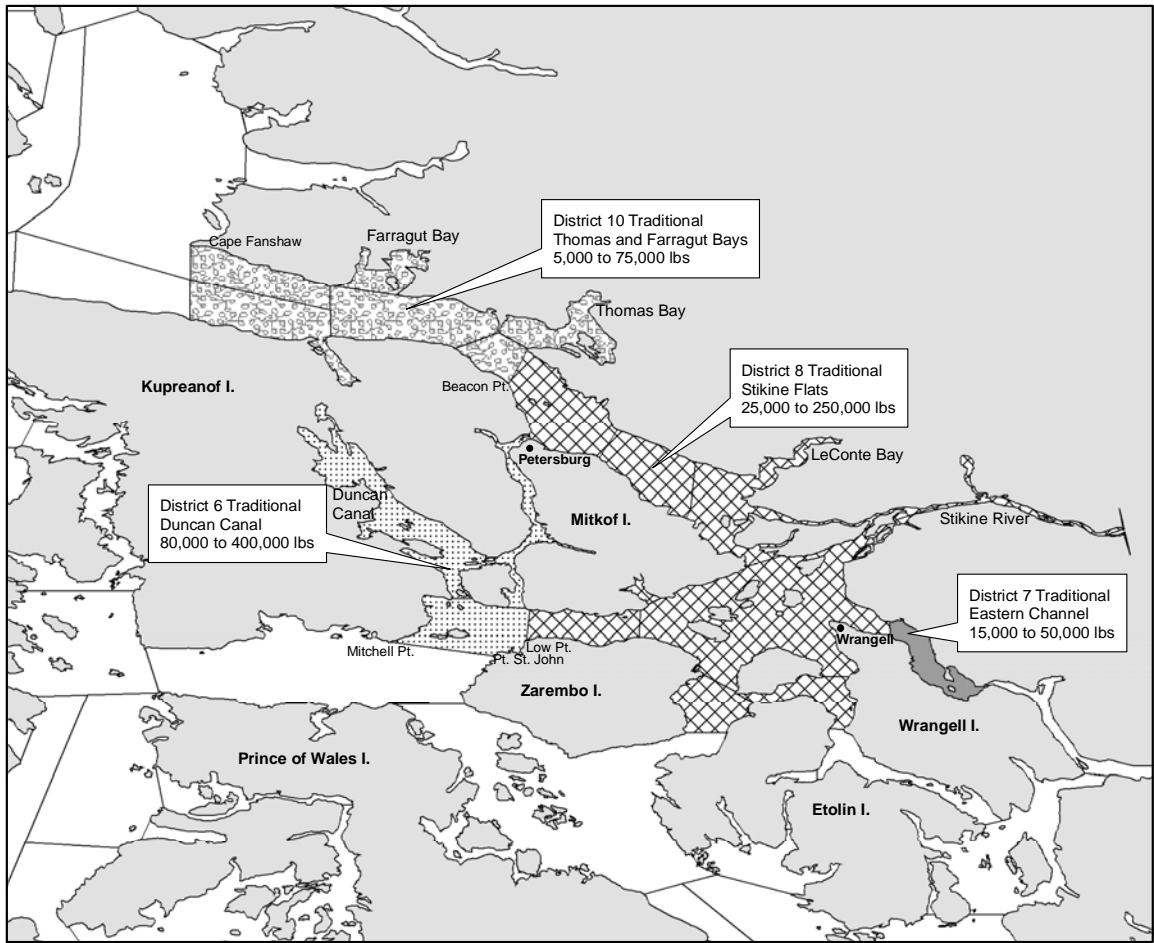 Cape Fanshaw
Farragut Bay
District 10 Traditional
Thomas and Farragut Bays
5,000 to 75,000 lbs
Thomas Bay
Kupreanof I.
Beacon Pt.
District 8 Traditional
Stikine Flats
25,000 to 250,000 lbs
Petersburg
LeConte Bay
Duncan
Canal
District 6 Traditional
Duncan Canal
80,000 to 400,000 lbs
Mitkof I.
Stikine River
District 7 Traditional
Eastern Channel
15,000 to 50,000 lbs
Wrangell
Mitchell Pt.
Low Pt.
Pt. St. John
Zarembo I.
Wrangell I.
Prince of Wales I.
Etolin I.